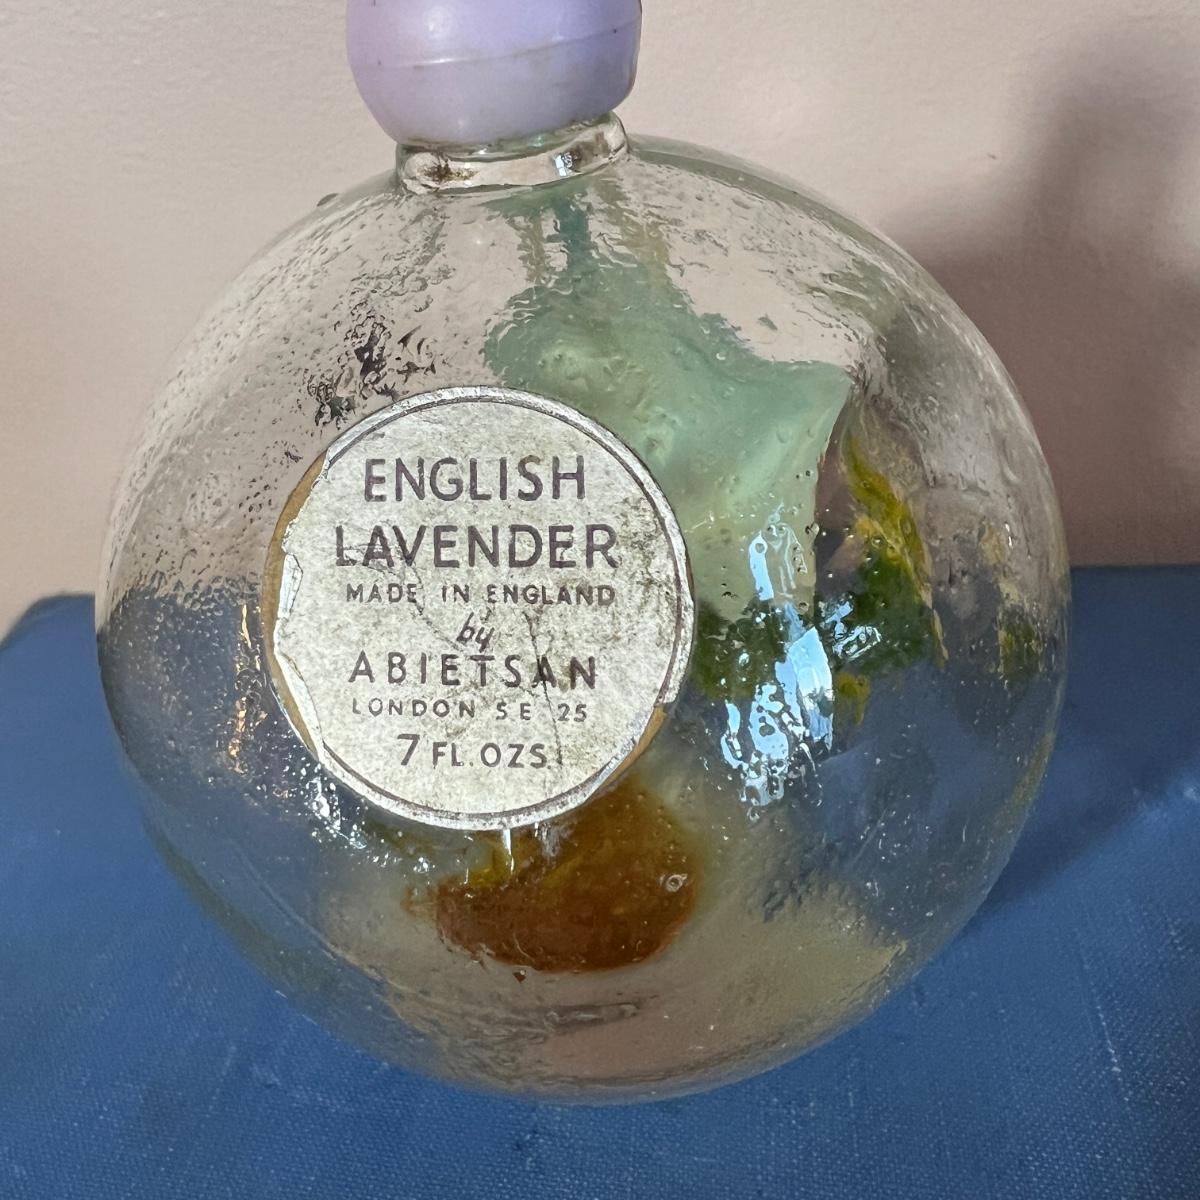 ENGLISH
LAVENDER
MADE IN ENGLAND
by
ABIETSAN
LONDON SE 25
7 FL. OZS.